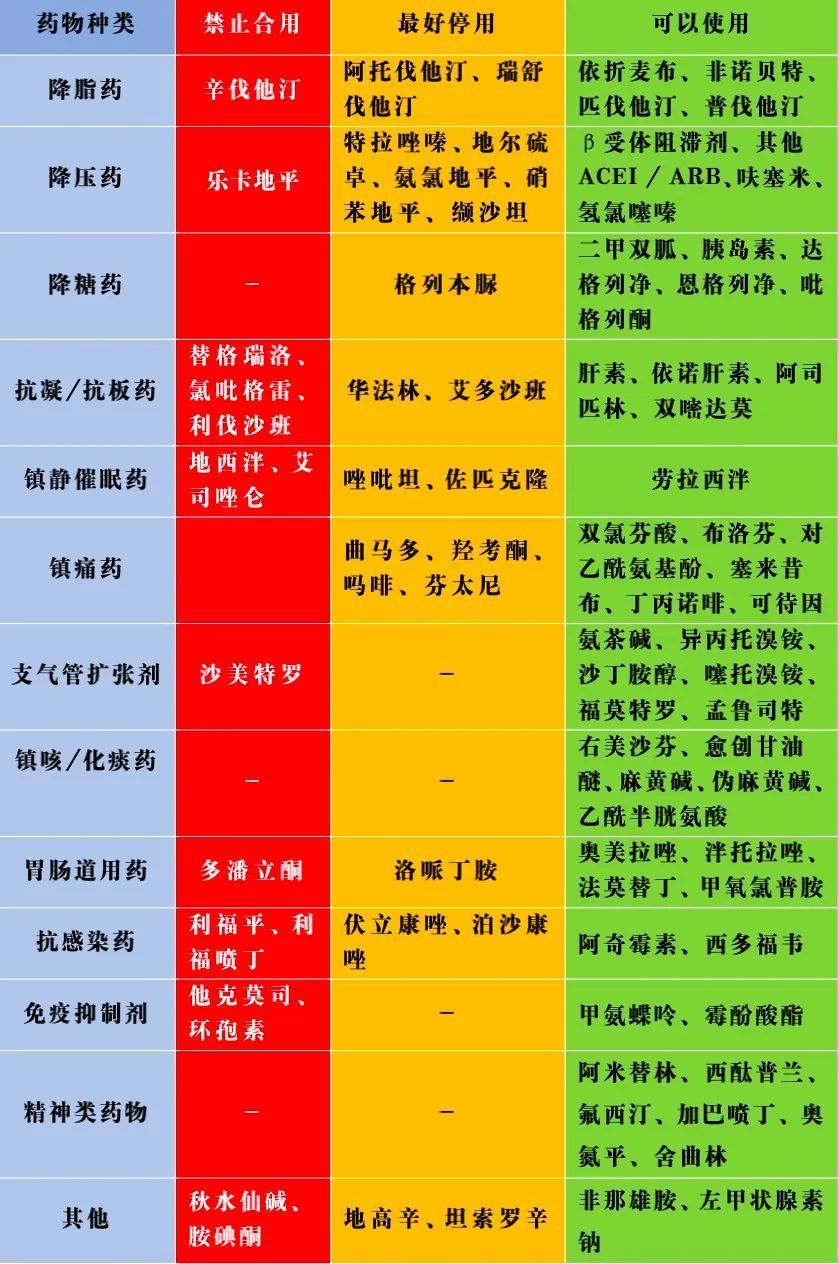 药物种类
禁止合用
最好停用
可以使用
降脂药
辛伐他汀
阿托伐他汀、瑞舒
伐他汀
依折麦布、非诺贝特、
匹伐他汀、普伐他汀
降压药
乐卡地平
特拉唑嗪、地尔硫
卓、氨氯地平、硝
苯地平、缬沙坦
β受体阻滞剂、其他
ACEI／ARB、呋塞米、
氢氯噻嗪
降糖药
–
格列本脲
二甲双胍、胰岛素、达
格列净、恩格列净、吡
格列酮
抗凝/抗板药
替格瑞洛、
氯吡格雷、
利伐沙班
华法林、艾多沙班
肝素、依诺肝素、阿司
匹林、双嘧达莫
镇静催眠药
地西泮、艾
司唑仑
唑吡坦、佐匹克隆
劳拉西泮
镇痛药
曲马多、羟考酮、
吗啡、芬太尼
双氯芬酸、布洛芬、对
乙酰氨基酚、塞来昔
布、丁丙诺啡、可待因
支气管扩张剂
沙美特罗
–
氨茶碱、异丙托溴铵、
沙丁胺醇、噻托溴铵、
福莫特罗、孟鲁司特
镇咳/化痰药
–
–
右美沙芬、愈创甘油
醚、麻黄碱、伪麻黄碱、
乙酰半胱氨酸
胃肠道用药
多潘立酮
洛哌丁胺
奥美拉唑、泮托拉唑、
法莫替丁、甲氧氯普胺
抗感染药
利福平、利
福喷丁
伏立康唑、泊沙康
唑
阿奇霉素、西多福韦
免疫抑制剂
他克莫司、
环孢素
–
甲氨蝶呤、霉酚酸酯
精神类药物
–
–
阿米替林、西酞普兰、
氟西汀、加巴喷丁、奥
氮平、舍曲林
其他
秋水仙碱、
胺碘酮
地高辛、坦索罗辛
非那雄胺、左甲状腺素
钠